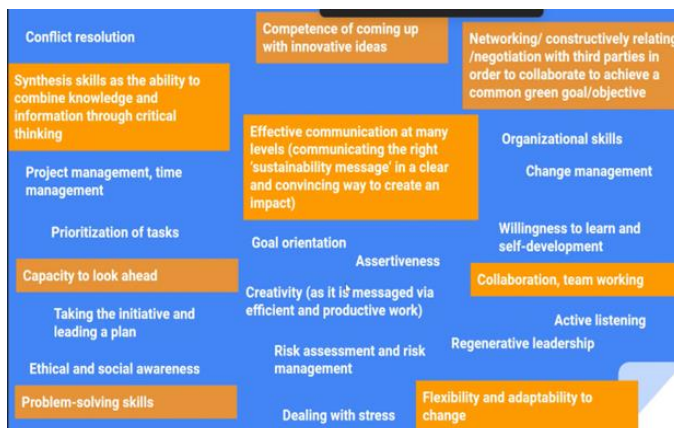 Conflict resolution
Synthesis skills as the ability to
combine knowledge and
information through critical
thinking
Project management, time
management
Prioritization of tasks
Capacity to look ahead
Taking the initiative and
leading a plan
Ethical and social awareness
Problem-solving skills
Competence of coming up
with innovative ideas
Effective communication at many
levels (communicating the right
'sustainability message' in a clear
and convincing way to create an
impact)
Goal orientation
Assertiveness
Creativity (as it is messaged via
efficient and productive work)
Risk assessment and risk
management
Dealing with stress
Networking/ constructively relating
/negotiation with third parties in
order to collaborate to achieve a
common green goal/objective
Organizational skills
Change management
Willingness to learn and
self-development
Collaboration, team working
Active listening
Regenerative leadership
Flexibility and adaptability to
change